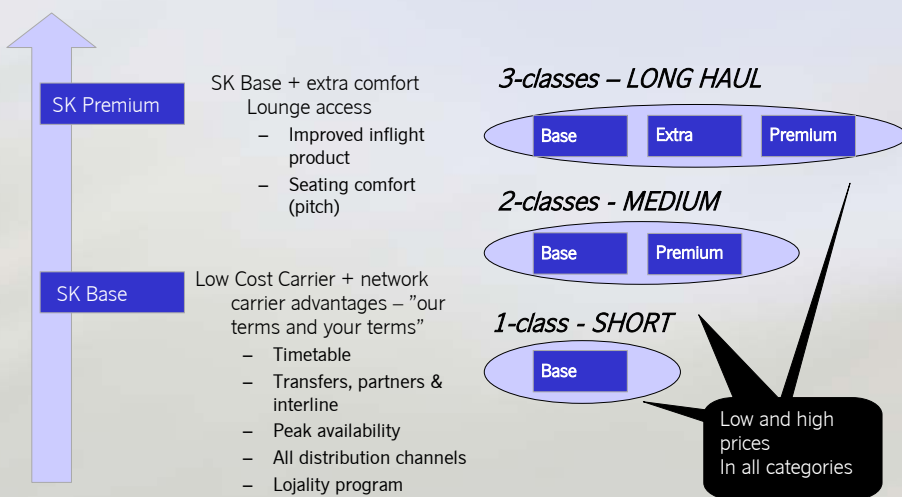 SK Premium
SK Base + extra comfort
Lounge access
– Improved inflight
product
– Seating comfort
(pitch)
SK Base
Low Cost Carrier + network
carrier advantages – ”our
terms and your terms”
– Timetable
– Transfers, partners &
interline
– Peak availability
– All distribution channels
– Lojality program
3-classes – LONG HAUL
Base Extra Premium
2-classes - MEDIUM
Base Premium
1-class - SHORT
Base
Low and high
prices
In all categories